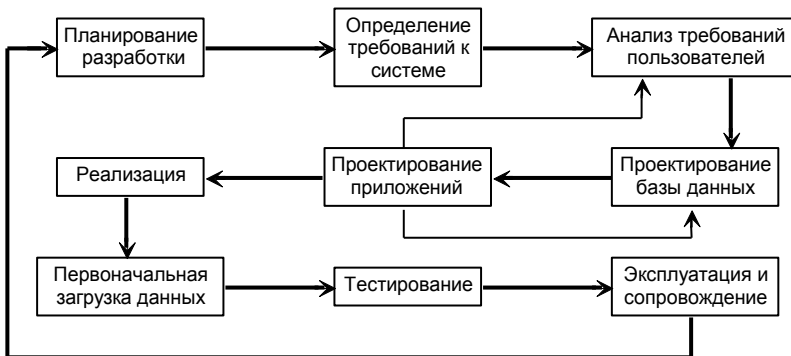 Планирование
разработки
Определение
требований к
системе
Анализ требований
пользователей
Реализация
Проектирование
приложений
Проектирование
базы данных
Первоначальная
загрузка данных
Тестирование
Эксплуатация и
сопровождение